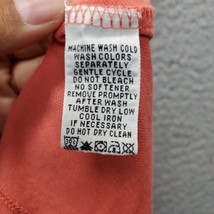 MACHINE WASH COLD
WASH COLORS
SEPARATELY
GENTLE CYCLE
DO NOT BLEACH
NO SOFTENER
REMOVE PROMPTLY
AFTER WASH
TUMBLE DRY LOW
COOL IRON
IF NECESSARY
DO NOT DRY CLEAN